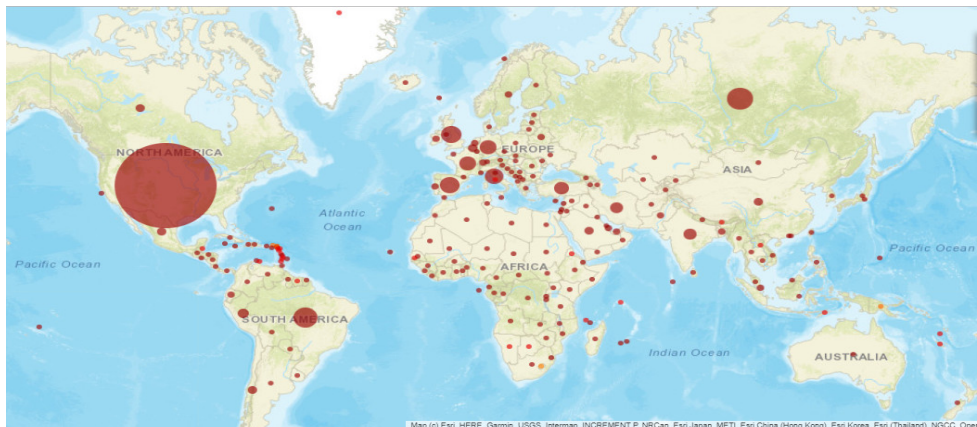 NORTH AMERICA
EUROPE
ASIA
Atlantic
Ocean
Pacific Ocean
Pacific Ocean
AFRICA
SOUTH AMERICA
Indian Ocean
AUSTRALIA
Map (c) Esri, HERE, Garmin, USGS, Intermap, INCREMENT P, NRCan, Esri Japan, METI, Esri China (Hong Kong), Esri Korea, Esri (Thailand), NGCC, Ope